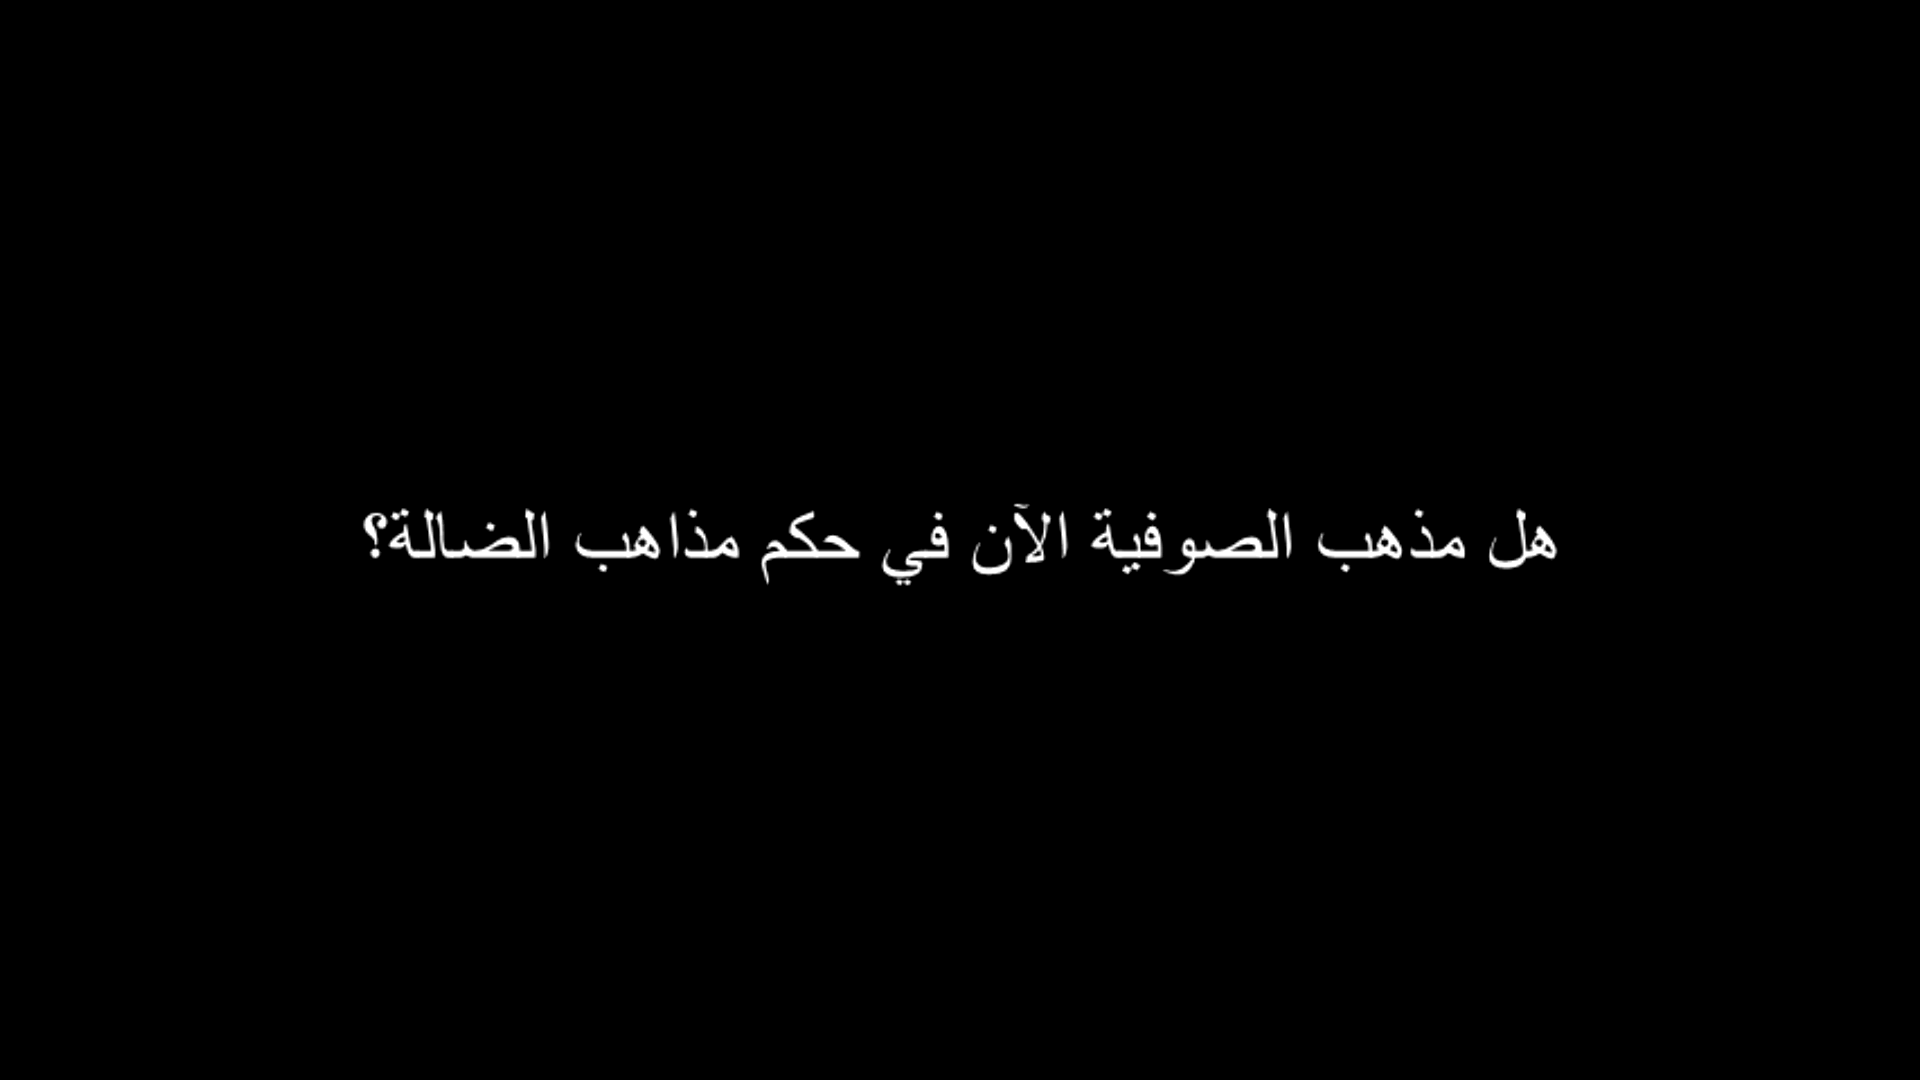 هل مذهب الصوفية الآن في حكم مذاهب الضالة؟